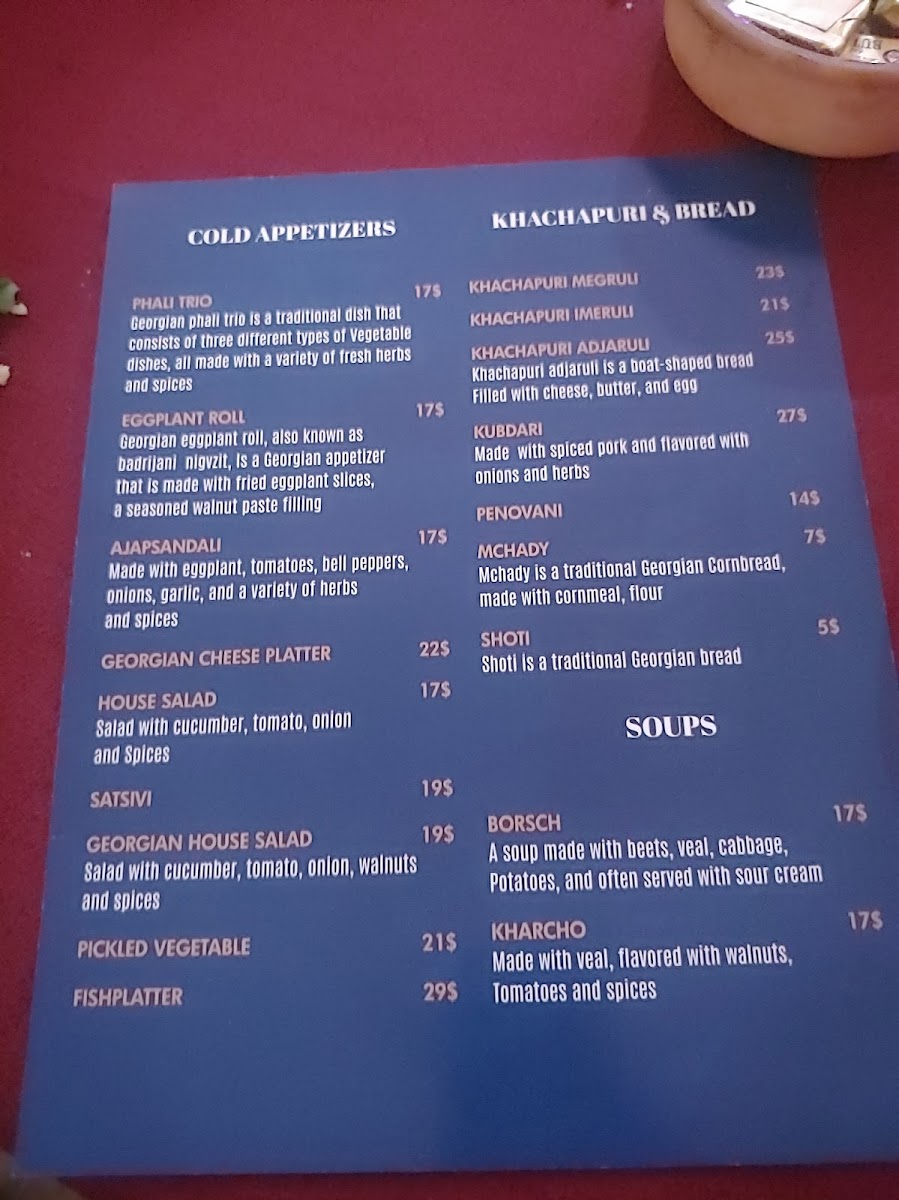 COLD APPETIZERS
PHALI TRIO 17$
Georgian phali trio is a traditional dish That
consists of three different types of Vegetable
dishes, all made with a variety of fresh herbs
and spices
EGGPLANT ROLL 17$
Georgian eggplant roll, also known as
badrijani nigvzit, Is a Georgian appetizer
that is made with fried eggplant slices,
a seasoned walnut paste filling
AJAPSANDALI 17$
Made with eggplant, tomatoes, bell peppers,
onions, garlic, and a variety of herbs
and spices
GEORGIAN CHEESE PLATTER 22$
HOUSE SALAD 17$
Salad with cucumber, tomato, onion
and Spices
SATSIVI 19$
GEORGIAN HOUSE SALAD 19$
Salad with cucumber, tomato, onion, walnuts
and spices
PICKLED VEGETABLE 21$
FISHPLATTER 29$
KHACHAPURI & BREAD
KHACHAPURI MEGRULI 23$
KHACHAPURI IMERULI 21$
KHACHAPURI ADJARULI 25$
Khachapuri adjaruli is a boat-shaped bread
Filled with cheese, butter, and egg
KUBDARI 27$
Made with spiced pork and flavored with
onions and herbs
PENOVANI 14$
MCHADY 7$
Mchady is a traditional Georgian Cornbread,
made with cornmeal, flour
SHOTI 5$
Shoti is a traditional Georgian bread
SOUPS
BORSCH 17$
A soup made with beets, veal, cabbage,
Potatoes, and often served with sour cream
KHARCHO 17$
Made with veal, flavored with walnuts,
Tomatoes and spices